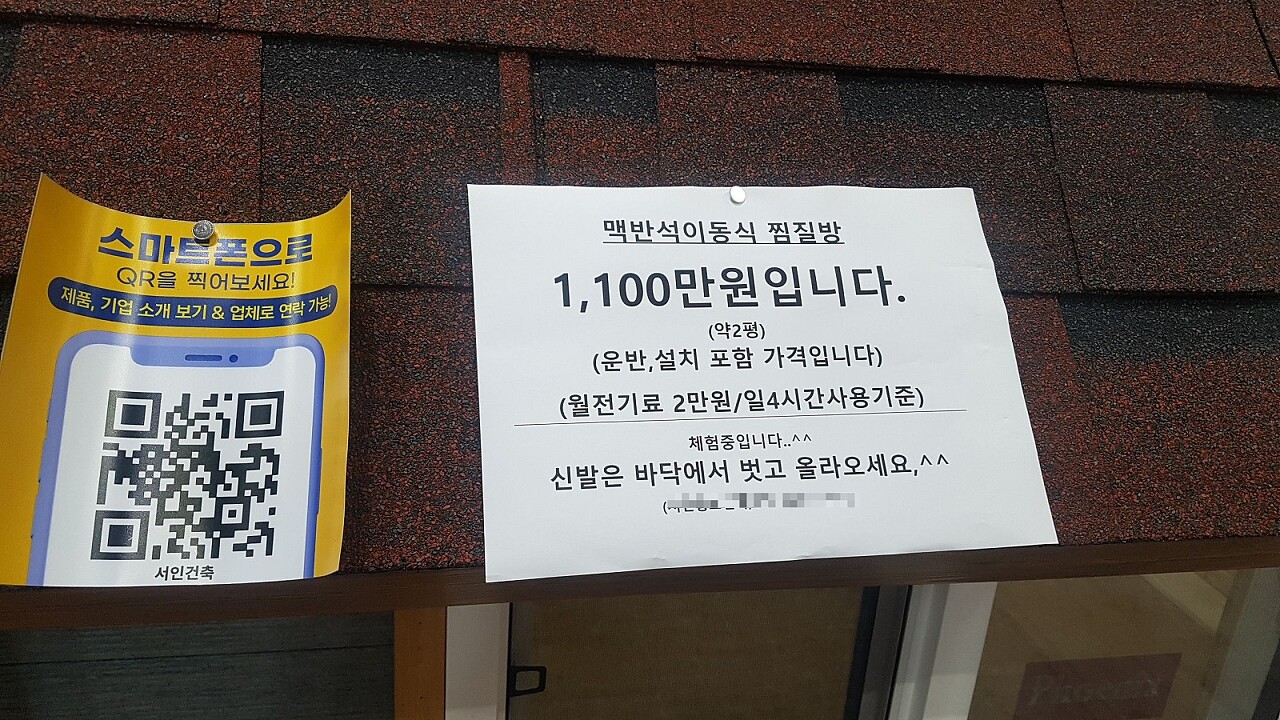 스마트폰으로
QR을 찍어보세요!
제품, 기업 소개 보기 & 업체로 연락 가능!
서인건축
맥반석이동식 찜질방
1,100만원입니다.
(약2평)
(운반,설치 포함 가격입니다)
(월전기료 2만원/일4시간사용기준)
체험중입니다..^^
신발은 바닥에서 벗고 올라오세요,^^